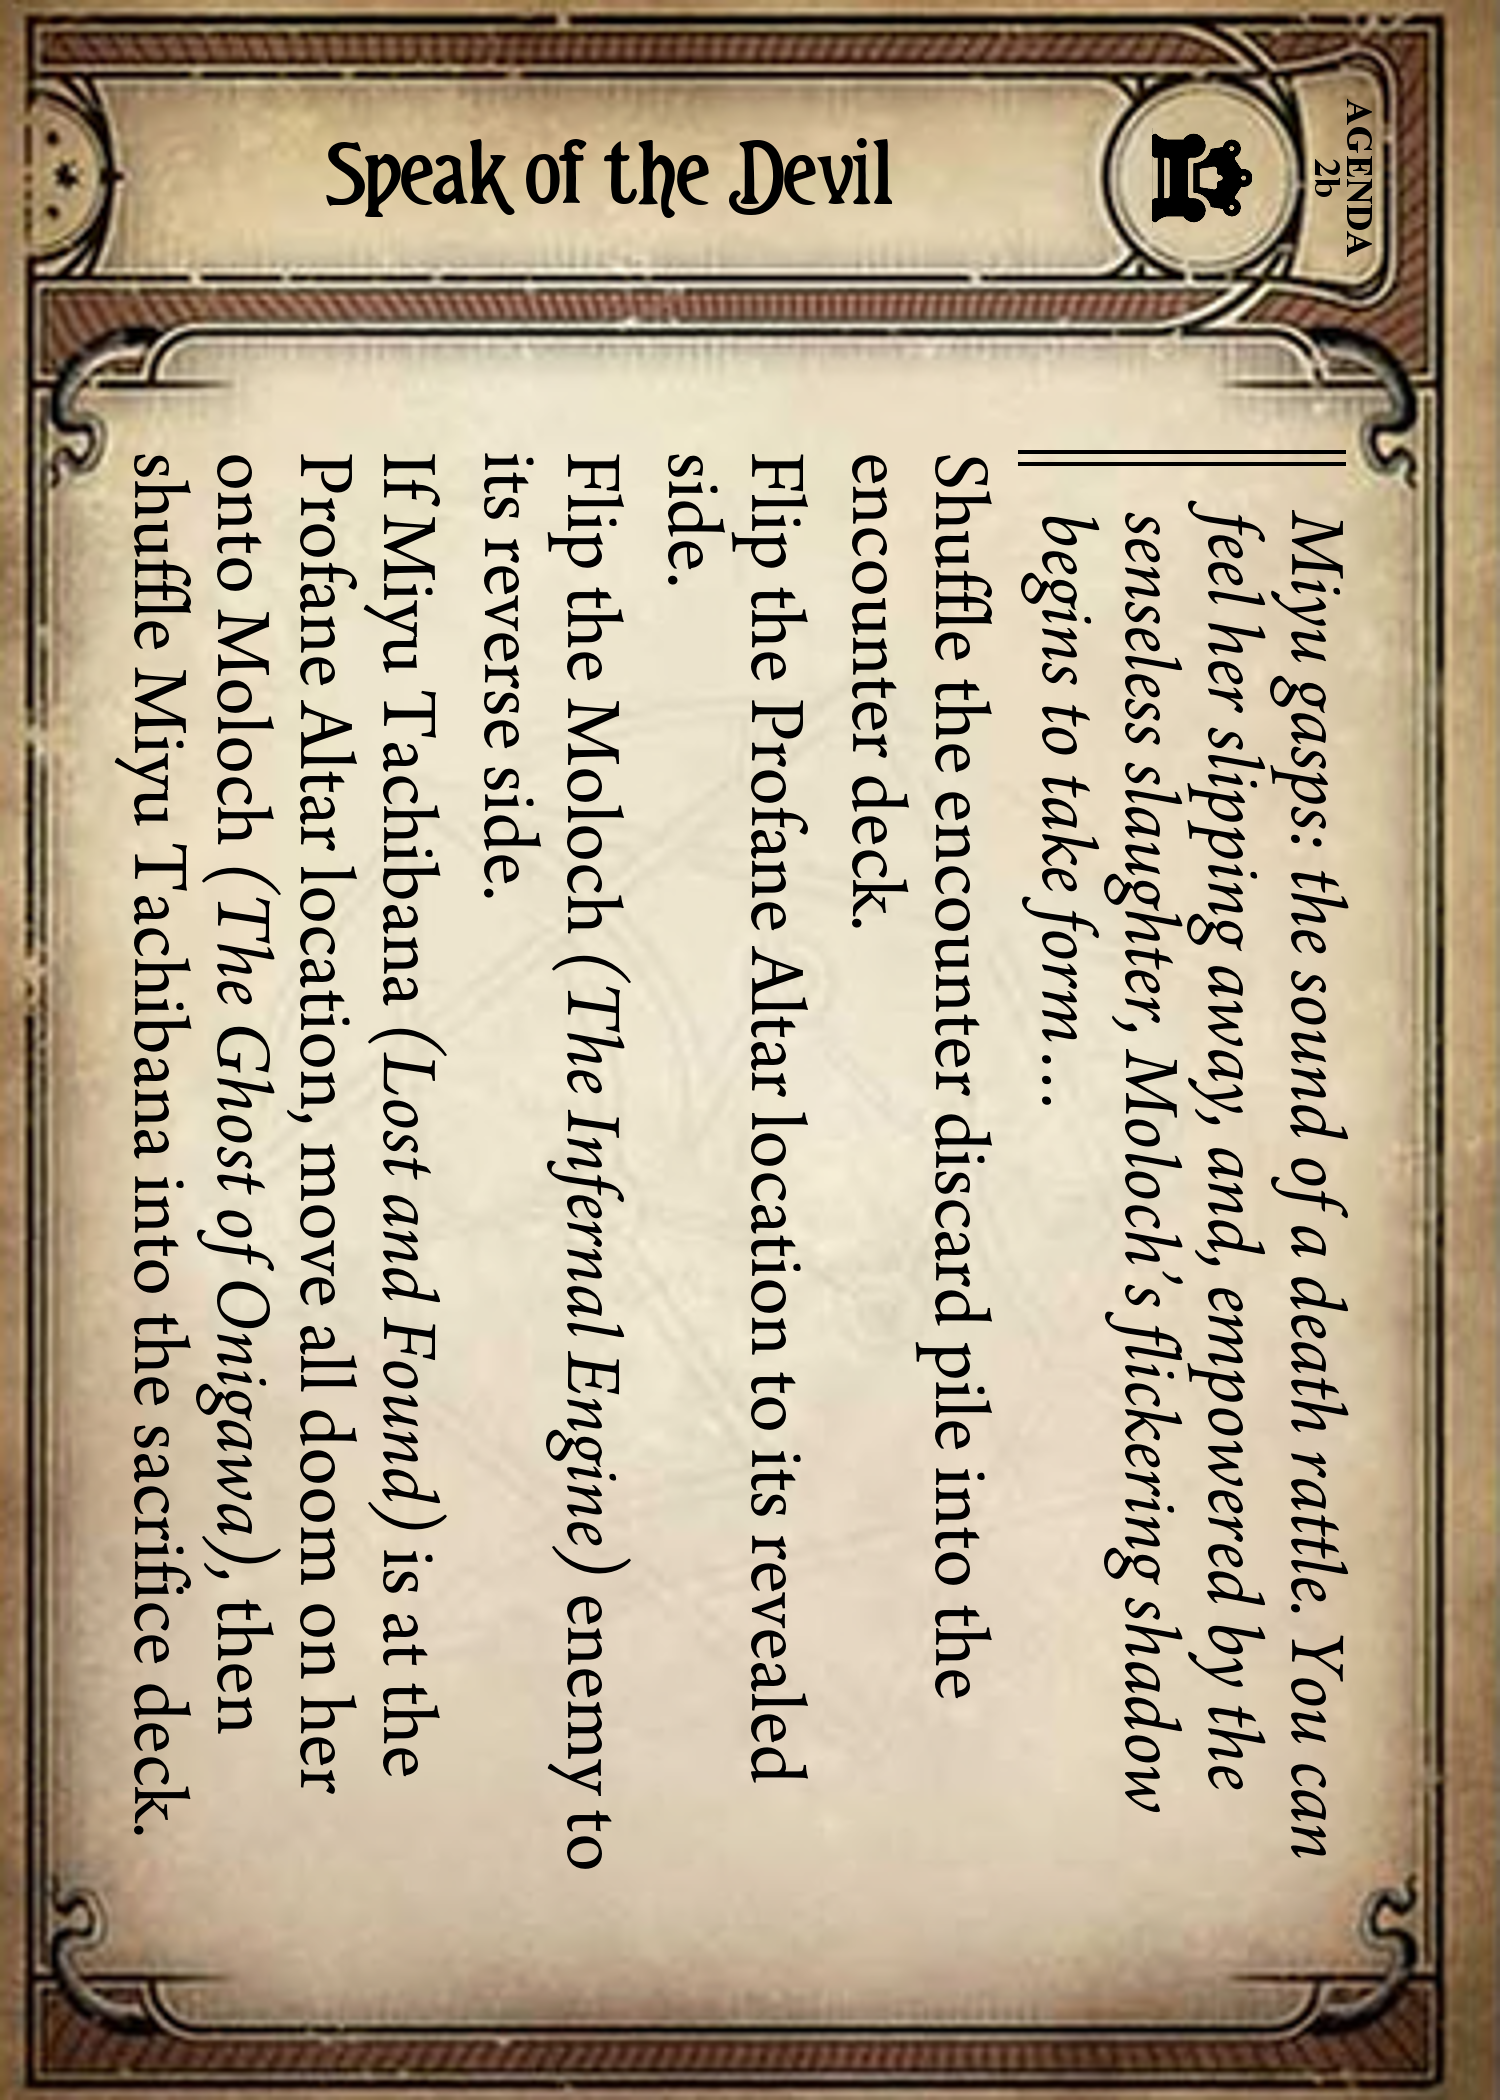 AGENDA
2b
Speak of the Devil
Miyu gasps: the sound of a death rattle. You can
feel her slipping away, and, empowered by the
senseless slaughter, Moloch's flickering shadow
begins to take form...
Shuffle the encounter discard pile into the
encounter deck.
Flip the Profane Altar location to its revealed
side.
Flip the Moloch (The Infernal Engine) enemy to
its reverse side.
If Miyu Tachibana (Lost and Found) is at the
Profane Altar location, move all doom on her
onto Moloch (The Ghost of Onigawa), then
shuffle Miyu Tachibana into the sacrifice deck.